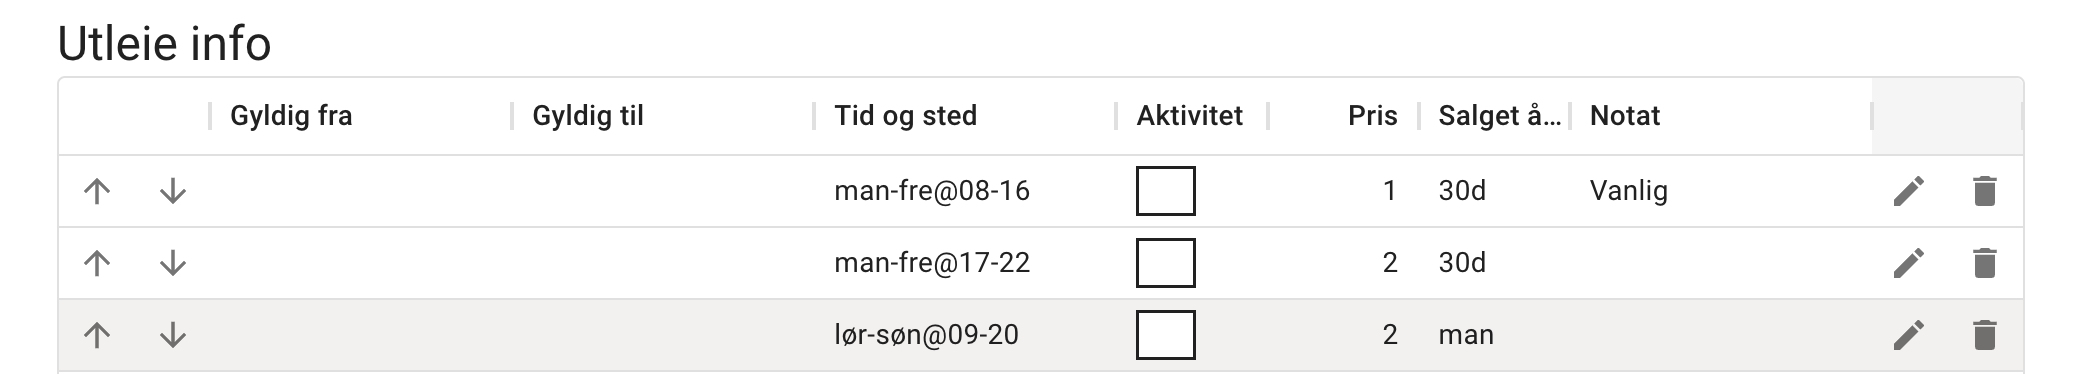 Utleie info
Gyldig fra Gyldig til Tid og sted Aktivitet Pris Salget å... Notat
man-fre@08-16 1 30d Vanlig
man-fre@17-22 2 30d
lør-søn@09-20 2 man